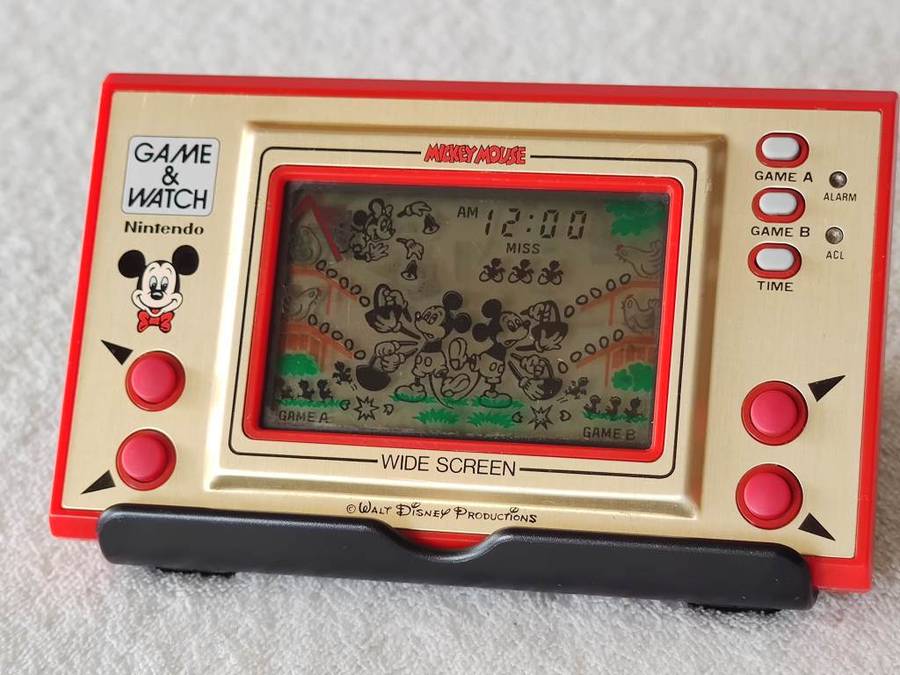 GAME
&
WATCH
Nintendo
MICKEY MOUSE
AM 12:00
MISS
GAME A
GAME B
WIDE SCREEN
© WALT DISNEY PRODUCTIONS
GAME A
ALARM
GAME B
ACL
TIME